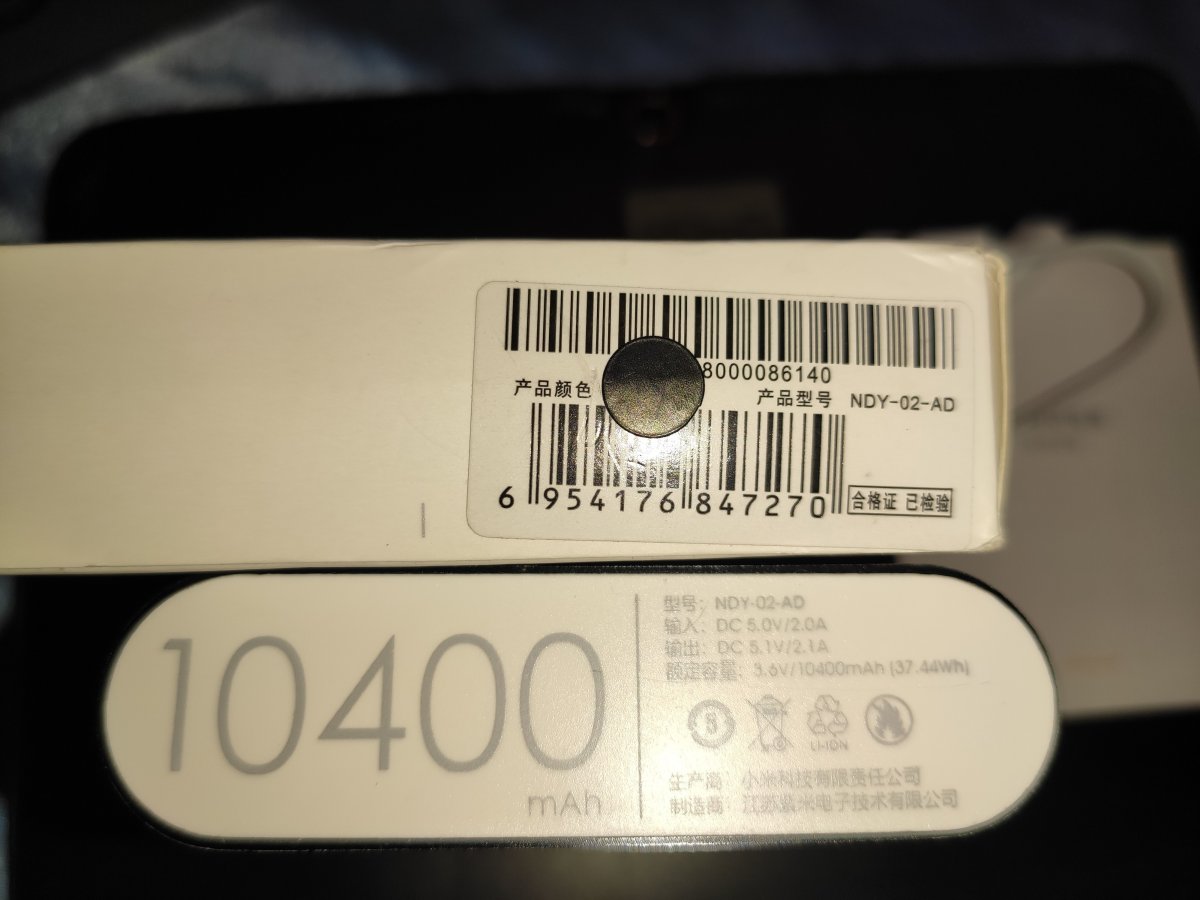 8000086140
产品颜色
产品型号 NDY-02-AD
6 954176 847270
合格证 已检验
10400
mAh
型号: NDY-02-AD
输入: DC 5.0V/2.0A
输出: DC 5.1V/2.1A
额定容量: 3.6V/10400mAh (37.44Wh)
LI-ION
生产商: 小米科技有限责任公司
制造商: 江苏紫米电子技术有限公司